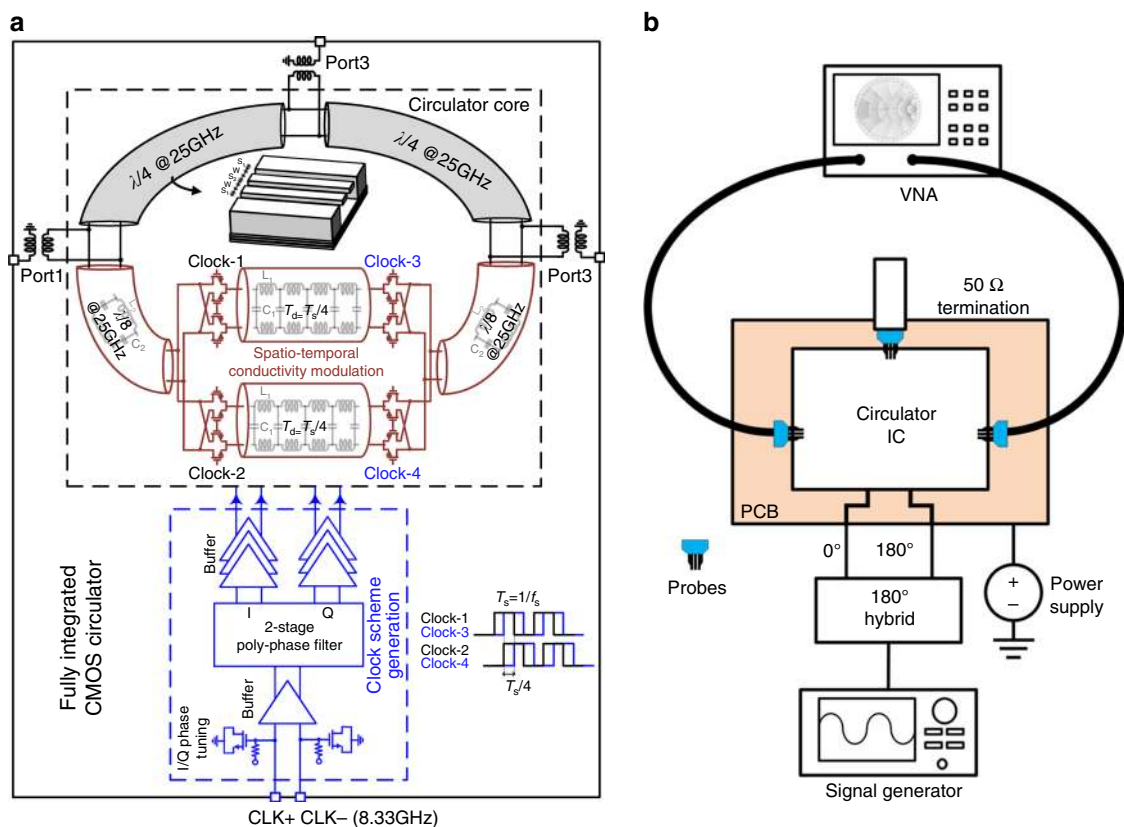 a
Port3
Circulator core
λ/4 @25GHz
λ/4 @25GHz
S₁
W
S₂
W
S₁
Port1
Port3
Clock-1
Clock-3
L₁
C₁
Td=Ts/4
L₂
λ/8
@25GHz
C₂
λ/8
@25GHz
C₂
Spatio-temporal
conductivity modulation
L₁
C₁
Td=Ts/4
Clock-2
Clock-4
Buffer
I
Q
2-stage
poly-phase filter
Clock scheme
generation
Buffer
I/Q phase
tuning
Ts=1/fs
Clock-1
Clock-3
Clock-2
Clock-4
Ts/4
Fully integrated
CMOS circulator
CLK+ CLK− (8.33GHz)
b
VNA
50 Ω
termination
Circulator
IC
PCB
Probes
0°
180°
180°
hybrid
+
−
Power
supply
Signal generator